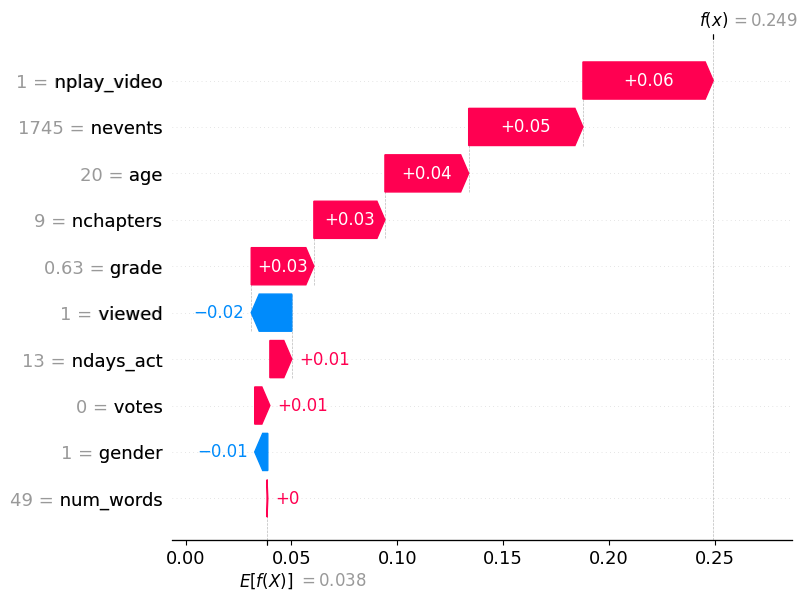 f(x) = 0.249
1 = nplay_video
+0.06
1745 = nevents
+0.05
20 = age
+0.04
9 = nchapters
+0.03
0.63 = grade
+0.03
1 = viewed
−0.02
13 = ndays_act
+0.01
0 = votes
+0.01
1 = gender
−0.01
49 = num_words
+0
0.00 0.05 0.10 0.15 0.20 0.25
E[f(X)] = 0.038